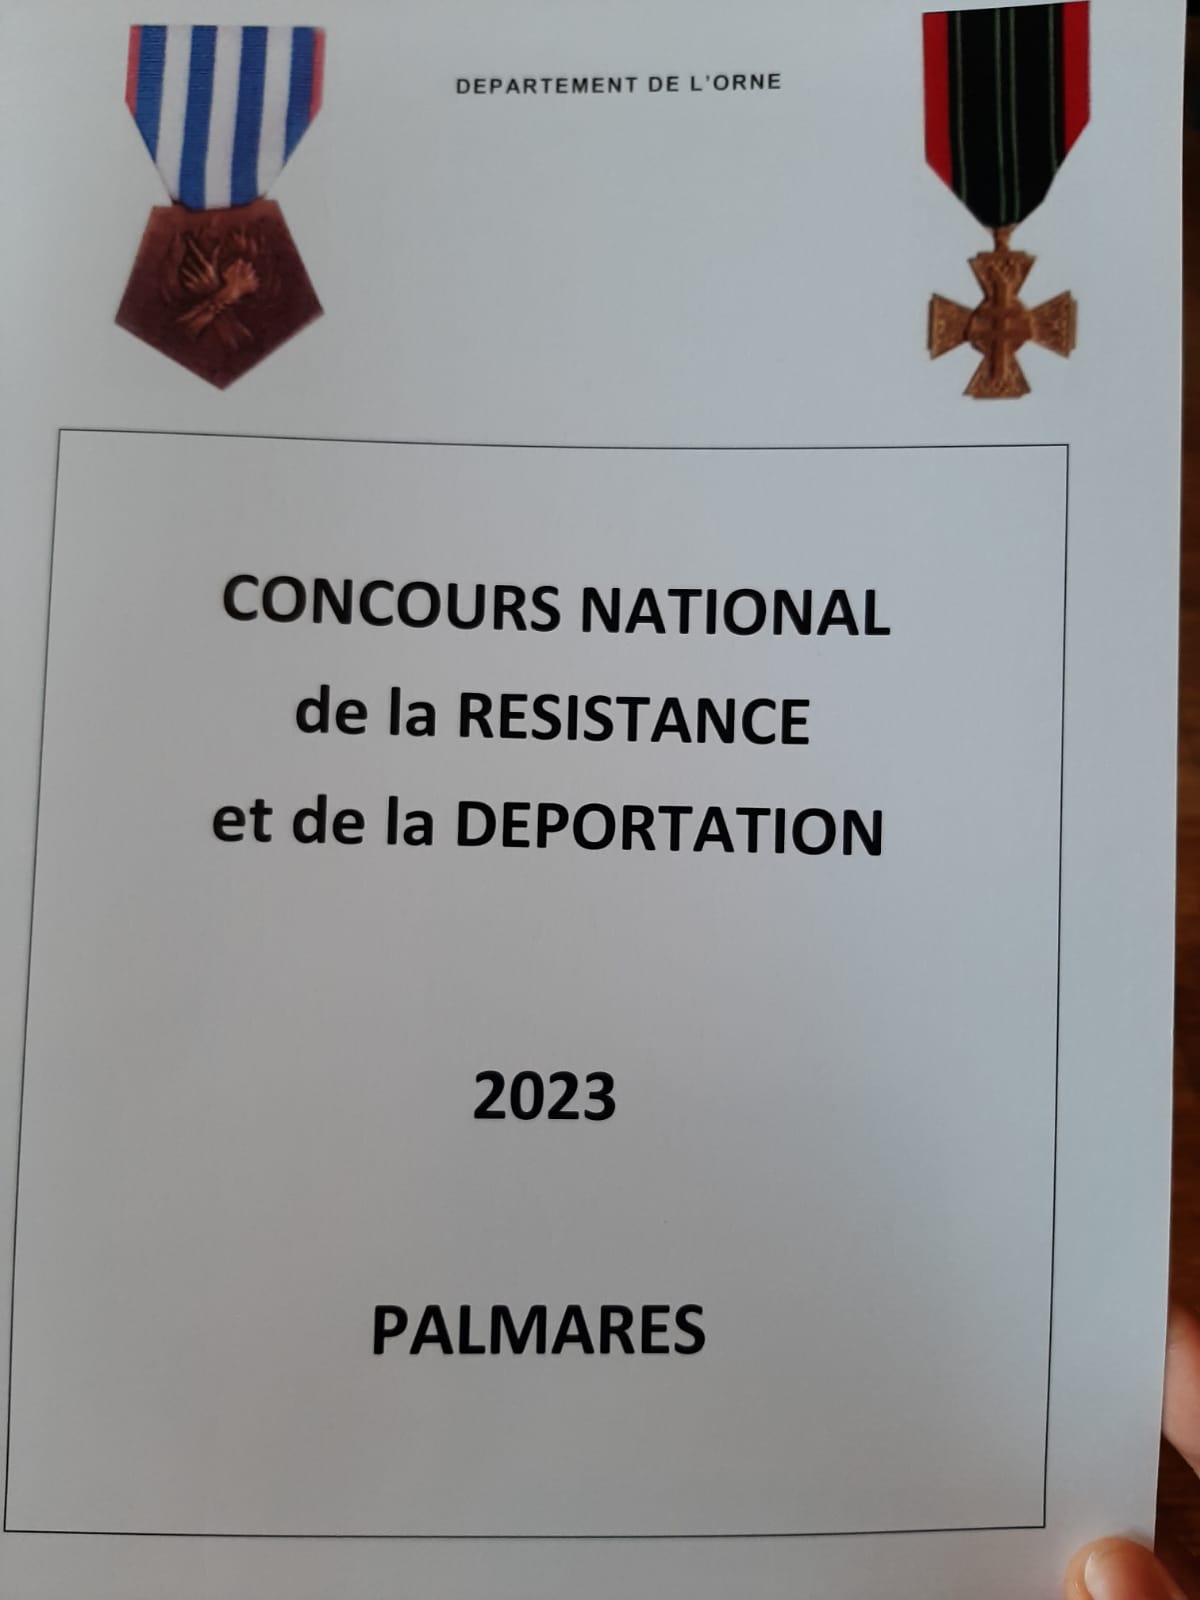 DEPARTEMENT DE L'ORNE
CONCOURS NATIONAL
de la RESISTANCE
et de la DEPORTATION
2023
PALMARES